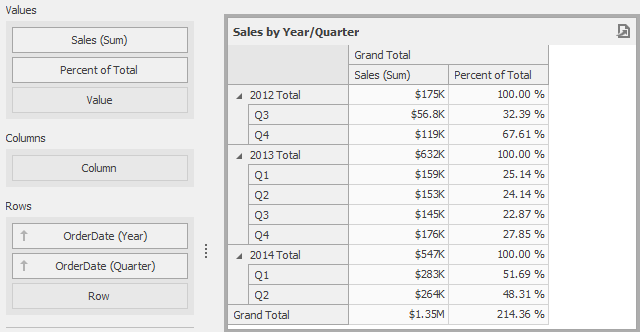 Values
Sales (Sum)
Percent of Total
Value
Columns
Column
Rows
OrderDate (Year)
OrderDate (Quarter)
Row
Sales by Year/Quarter
Grand Total
Sales (Sum) Percent of Total
2012 Total $175K 100.00 %
Q3 $56.8K 32.39 %
Q4 $119K 67.61 %
2013 Total $632K 100.00 %
Q1 $159K 25.14 %
Q2 $153K 24.14 %
Q3 $145K 22.87 %
Q4 $176K 27.85 %
2014 Total $547K 100.00 %
Q1 $283K 51.69 %
Q2 $264K 48.31 %
Grand Total $1.35M 214.36 %